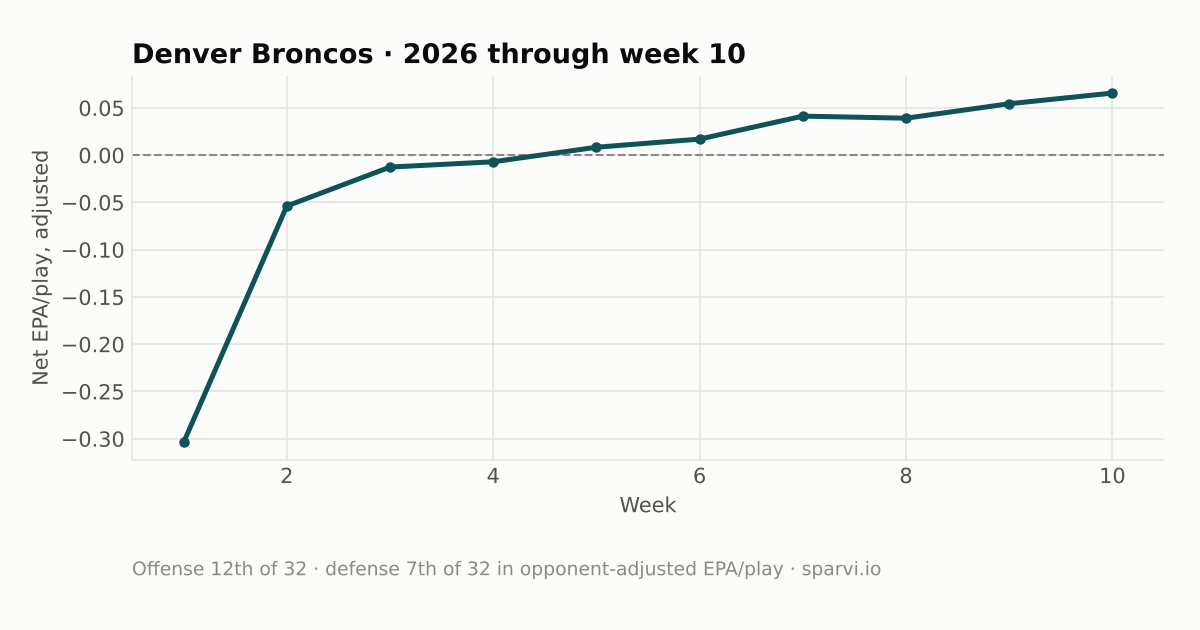 Denver Broncos · 2026 through week 10
Net EPA/play, adjusted
0.05
0.00
−0.05
−0.10
−0.15
−0.20
−0.25
−0.30
2 4 6 8 10
Week
Offense 12th of 32 · defense 7th of 32 in opponent-adjusted EPA/play · sparvi.io